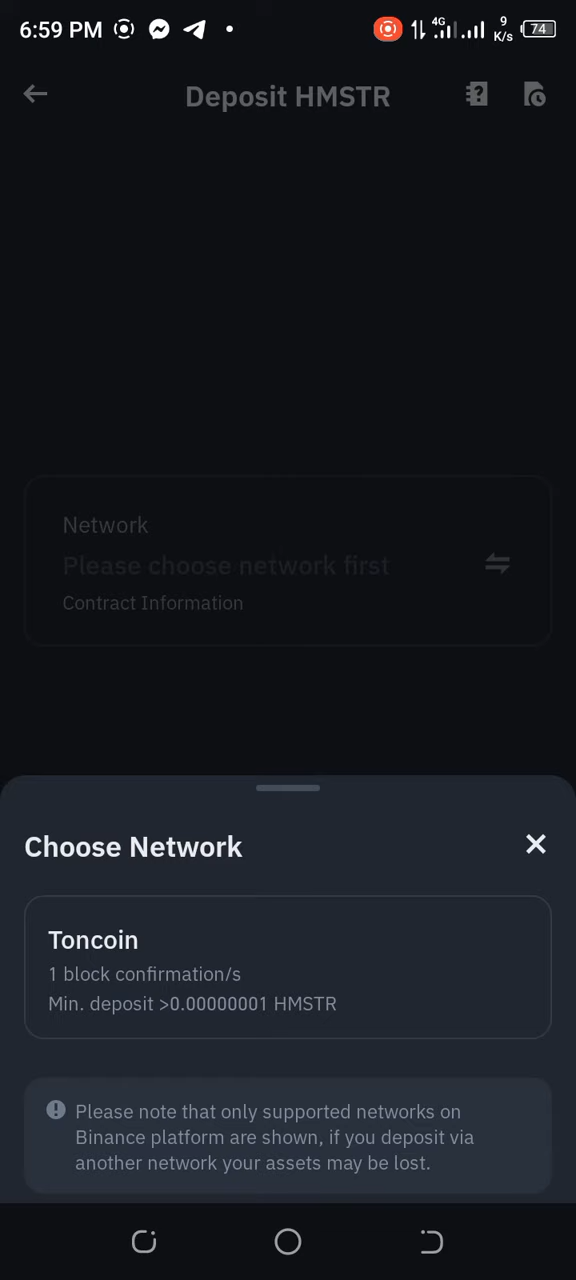 6:59 PM 4G 9 K/s 74
Deposit HMSTR
Network
Please choose network first
Contract Information
Choose Network
Toncoin
1 block confirmation/s
Min. deposit >0.00000001 HMSTR
Please note that only supported networks on
Binance platform are shown, if you deposit via
another network your assets may be lost.